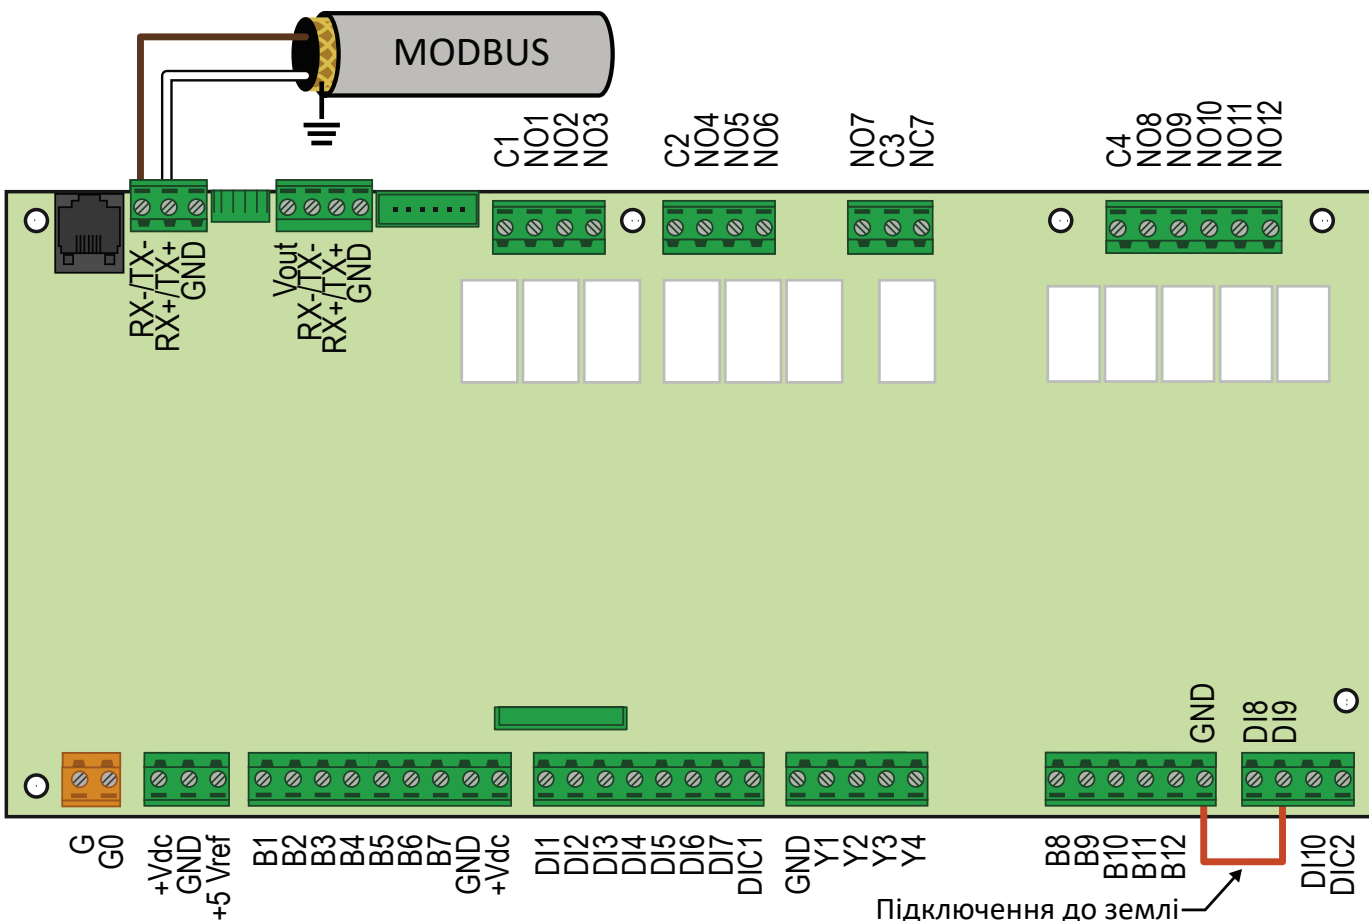 MODBUS
C1
NO1
NO2
NO3
C2
NO4
NO5
NO6
NO7
C3
NC7
C4
NO8
NO9
NO10
NO11
NO12
RX-/TX-
RX+/TX+
GND
Vout
RX-/TX-
RX+/TX+
GND
GND
DI8
DI9
G
G0
+Vdc
GND
+5 Vref
B1
B2
B3
B4
B5
B6
B7
GND
+Vdc
DI1
DI2
DI3
DI4
DI5
DI6
DI7
DIC1
GND
Y1
Y2
Y3
Y4
B8
B9
B10
B11
B12
DI10
DIC2
Підключення до землі